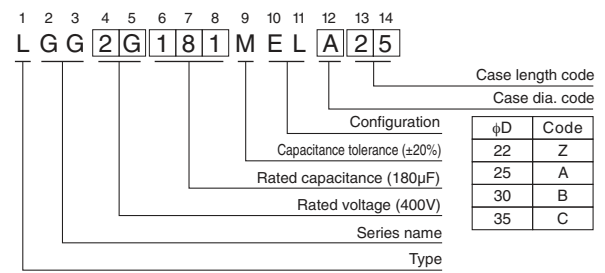 1 2 3 4 5 6 7 8 9 10 11 12 13 14
L G G 2 G 1 8 1 M E L A 2 5
Case length code
Case dia. code
Configuration
Capacitance tolerance (±20%)
Rated capacitance (180µF)
Rated voltage (400V)
Series name
Type
ϕD Code
22 Z
25 A
30 B
35 C